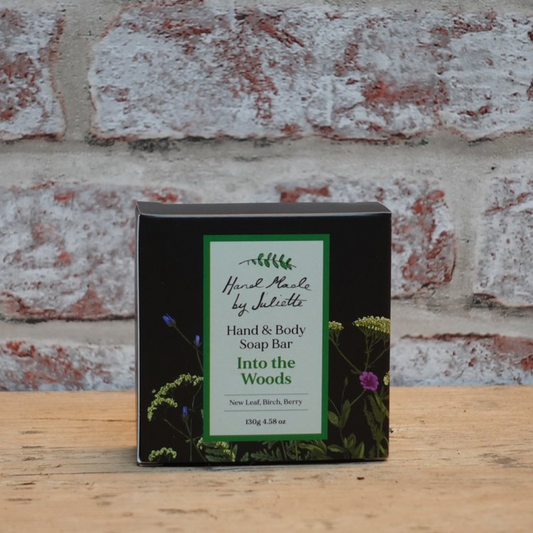 Hand Made
by Juliette
Hand & Body
Soap Bar
Into the
Woods
New Leaf, Birch, Berry
130g 4.58 oz